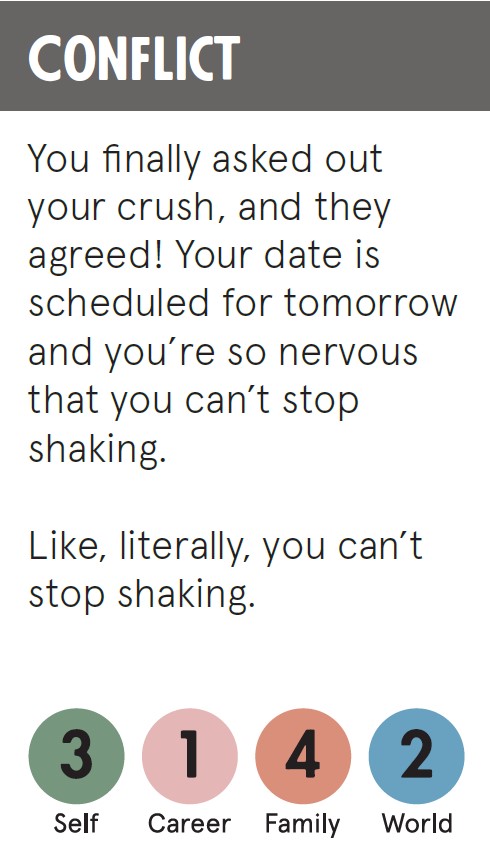 CONFLICT
You finally asked out
your crush, and they
agreed! Your date is
scheduled for tomorrow
and you’re so nervous
that you can’t stop
shaking.
Like, literally, you can’t
stop shaking.
3 1 4 2
Self Career Family World